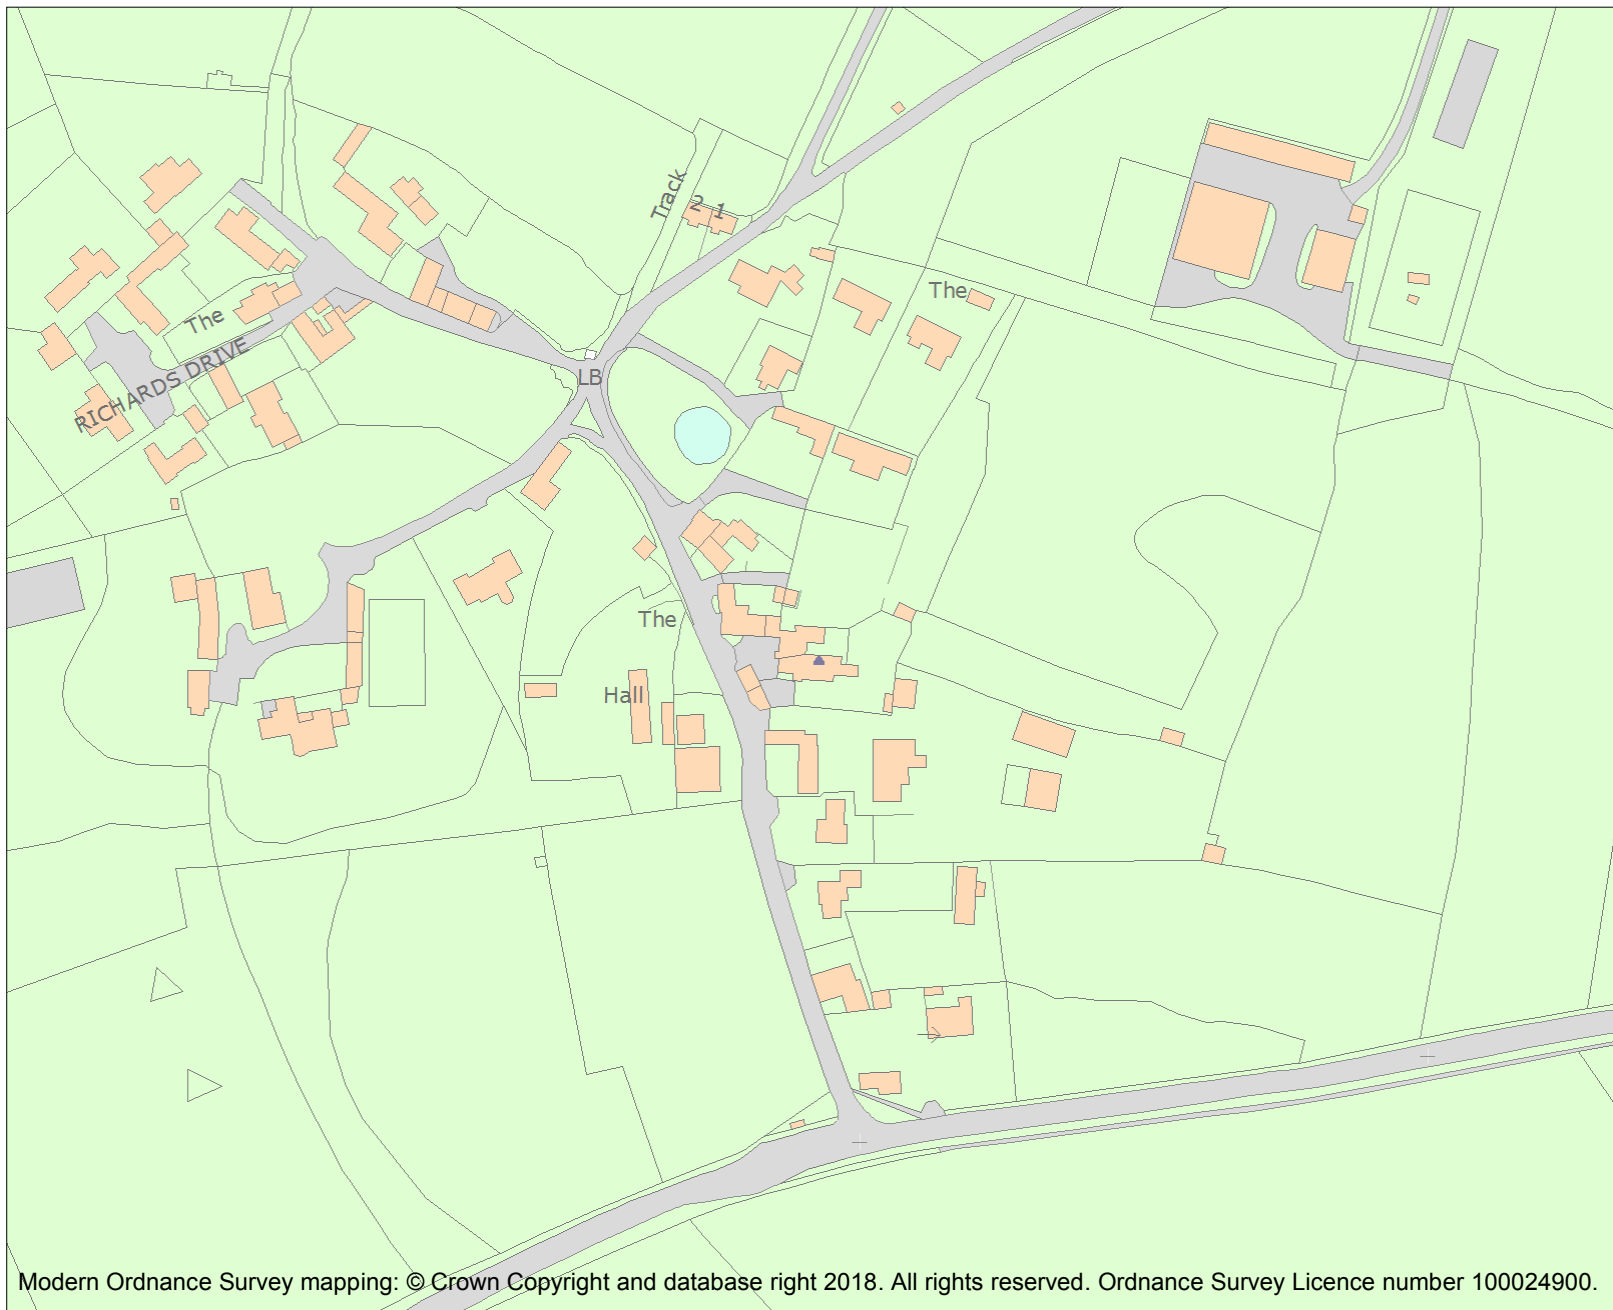 Track
2 1
The
The
RICHARDS DRIVE
LB
The
Hall
Modern Ordnance Survey mapping: © Crown Copyright and database right 2018. All rights reserved. Ordnance Survey Licence number 100024900.